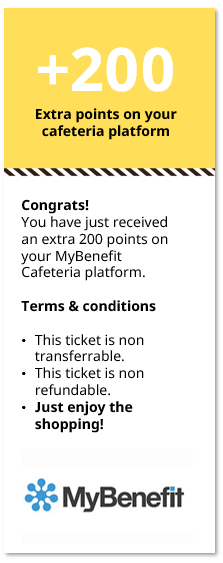 +200
Extra points on your
cafeteria platform
Congrats!
You have just received
an extra 200 points on
your MyBenefit
Cafeteria platform.
Terms & conditions
• This ticket is non
transferrable.
• This ticket is non
refundable.
• Just enjoy the
shopping!
MyBenefit